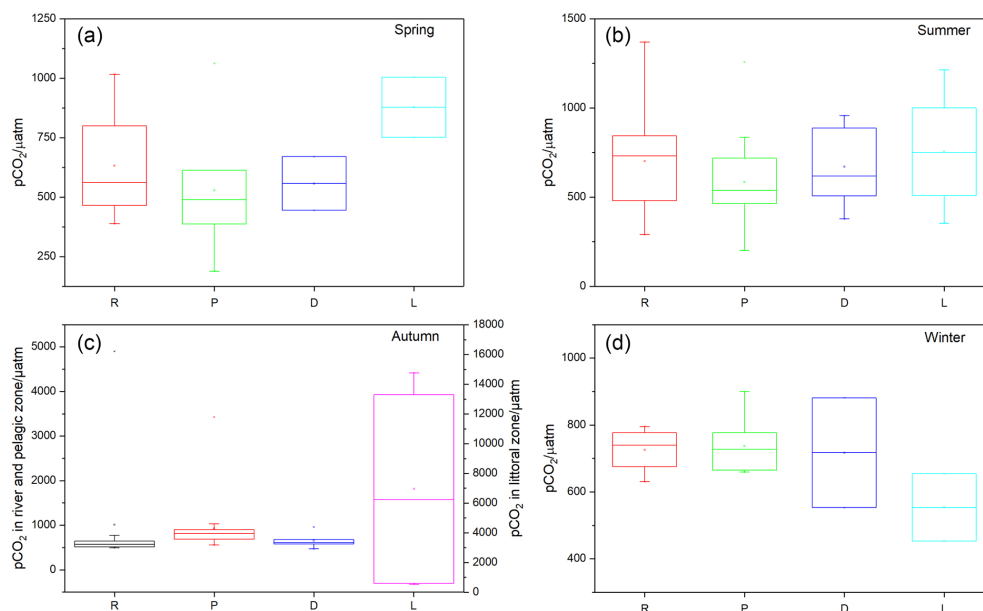 (a)
Spring
pCO₂/μatm
1250
1000
750
500
250
R P D L
(b)
Summer
pCO₂/μatm
1500
1000
500
0
R P D L
(c)
Autumn
pCO₂ in river and pelagic zone/μatm
5000
4000
3000
2000
1000
0
pCO₂ in littoral zone/μatm
18000
16000
14000
12000
10000
8000
6000
4000
2000
0
R P D L
(d)
Winter
pCO₂/μatm
1000
800
600
400
R P D L